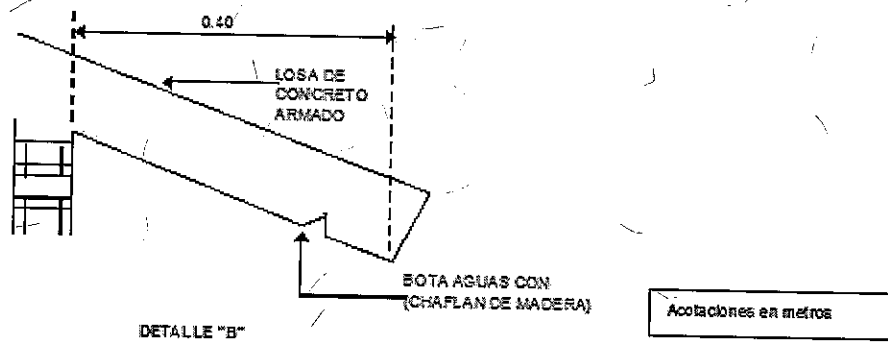 0.40
LOSA DE
CONCRETO
ARMADO
BOTA AGUAS CON
(CHAFLAN DE MADERA)
DETALLE "B"
Acotaciones en metros